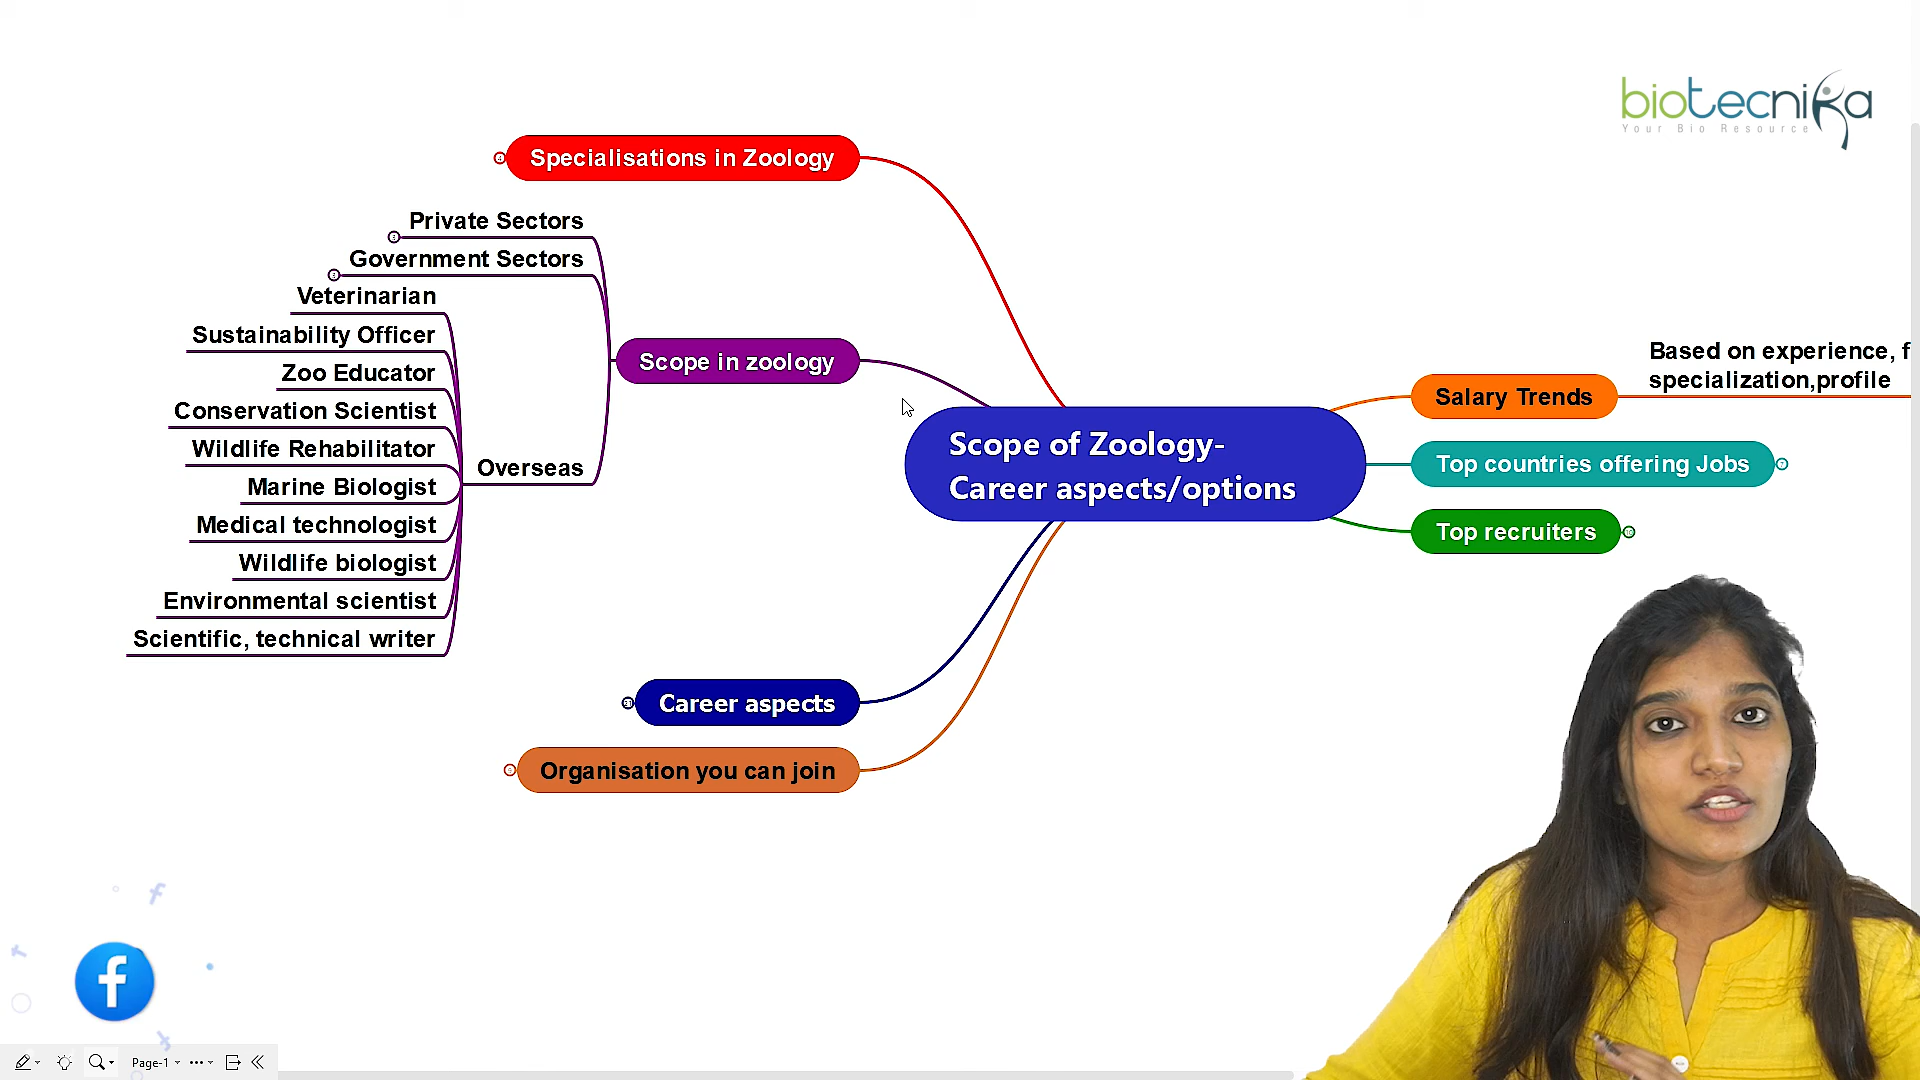 biotecnika
Your Bio Resource
Specialisations in Zoology
Private Sectors
Government Sectors
Veterinarian
Sustainability Officer
Zoo Educator
Conservation Scientist
Wildlife Rehabilitator
Marine Biologist
Medical technologist
Wildlife biologist
Environmental scientist
Scientific, technical writer
Overseas
Scope in zoology
Scope of Zoology-
Career aspects/options
Career aspects
Organisation you can join
Based on experience, f
specialization,profile
Salary Trends
Top countries offering Jobs
Top recruiters
Page-1